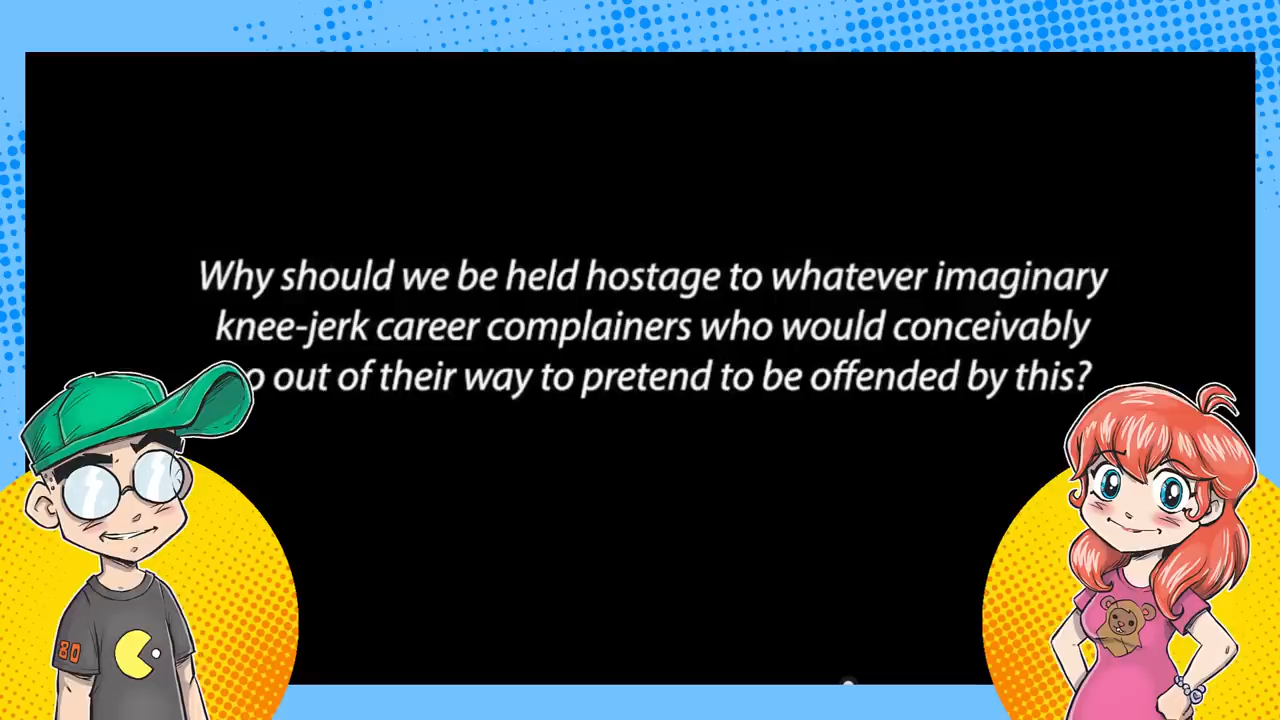 Why should we be held hostage to whatever imaginary
knee-jerk career complainers who would conceivably
o out of their way to pretend to be offended by this?
80